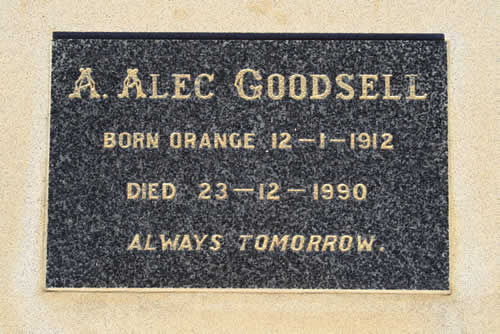 A. ALEC GOODSELL
BORN ORANGE 12-1-1912
DIED 23-12-1990
ALWAYS TOMORROW.